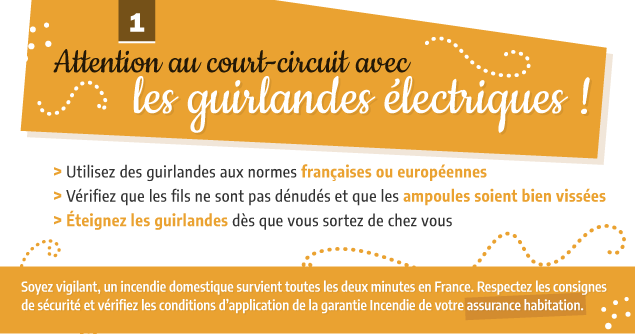 1
Attention au court-circuit avec
les guirlandes électriques !
> Utilisez des guirlandes aux normes françaises ou européennes
> Vérifiez que les fils ne sont pas dénudés et que les ampoules soient bien vissées
> Éteignez les guirlandes dès que vous sortez de chez vous
Soyez vigilant, un incendie domestique survient toutes les deux minutes en France. Respectez les consignes
de sécurité et vérifiez les conditions d'application de la garantie Incendie de votre assurance habitation.